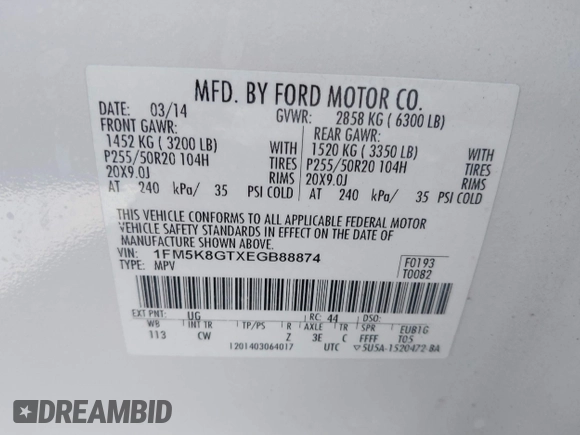 MFD. BY FORD MOTOR CO.
DATE: 03/14 GVWR: 2858 KG ( 6300 LB)
FRONT GAWR: REAR GAWR:
1452 KG ( 3200 LB) WITH 1520 KG ( 3350 LB) WITH
P255/50R20 104H TIRES P255/50R20 104H TIRES
20X9.0J RIMS 20X9.0J RIMS
AT 240 kPa/ 35 PSI COLD AT 240 kPa/ 35 PSI COLD
THIS VEHICLE CONFORMS TO ALL APPLICABLE FEDERAL MOTOR
VEHICLE SAFETY STANDARDS IN EFFECT ON THE DATE OF
MANUFACTURE SHOWN ABOVE.
VIN: 1FM5K8GTXEGB88874 F0193
TYPE: MPV T0082
EXT PNT: UG RC: 44 DSO:
WB INT TR TP/PS R AXLE TR SPR EU81G
113 CW Z 3E C FFFF T05
I201403064017 UTC 5U5A-1520472-BA
DREAMBID